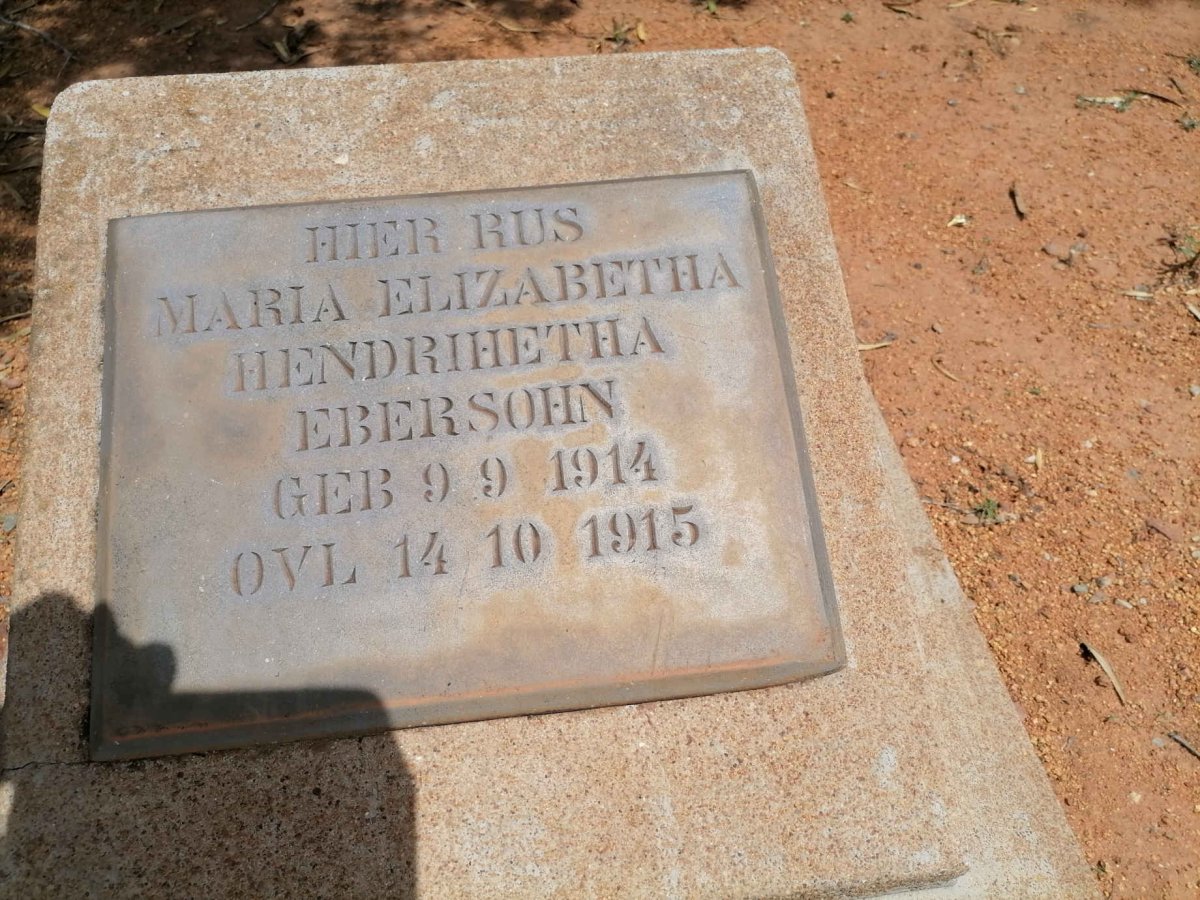 HIER RUS
MARIA ELIZABETHA
HENDRIHETHA
EBERSOHN
GEB 9 9 1914
OVL 14 10 1915